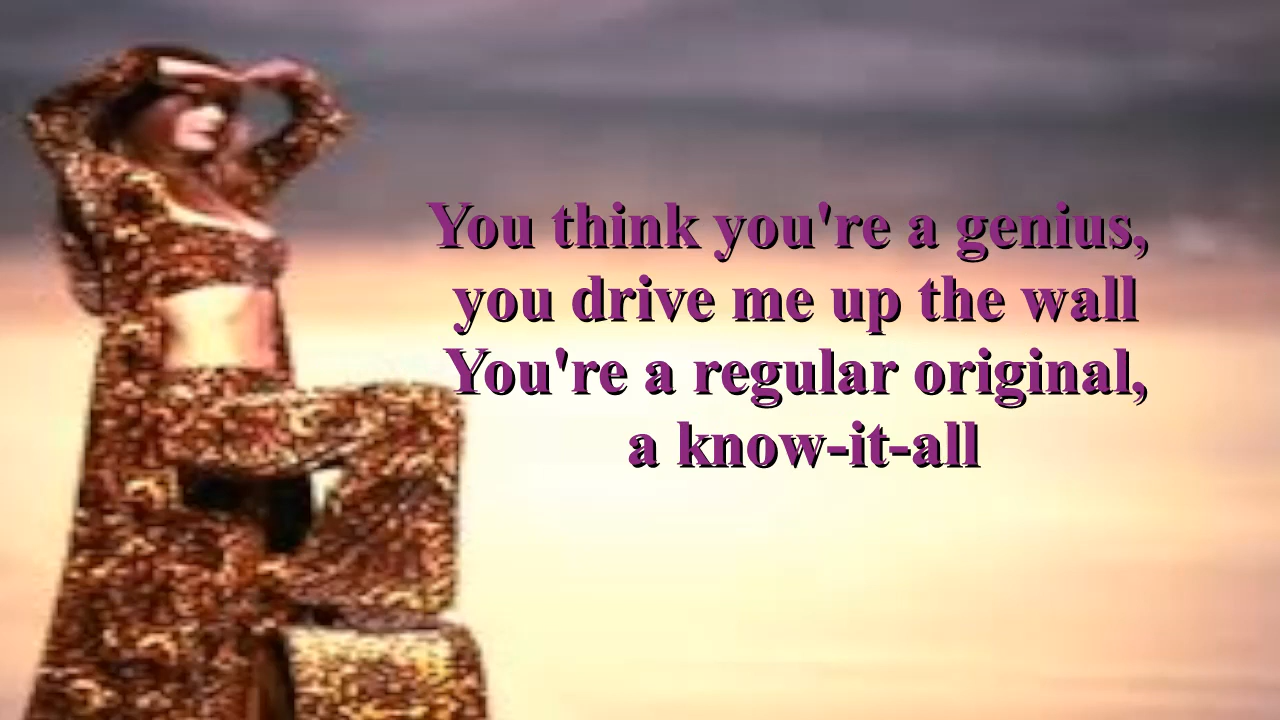 You think you're a genius,
you drive me up the wall
You're a regular original,
a know-it-all